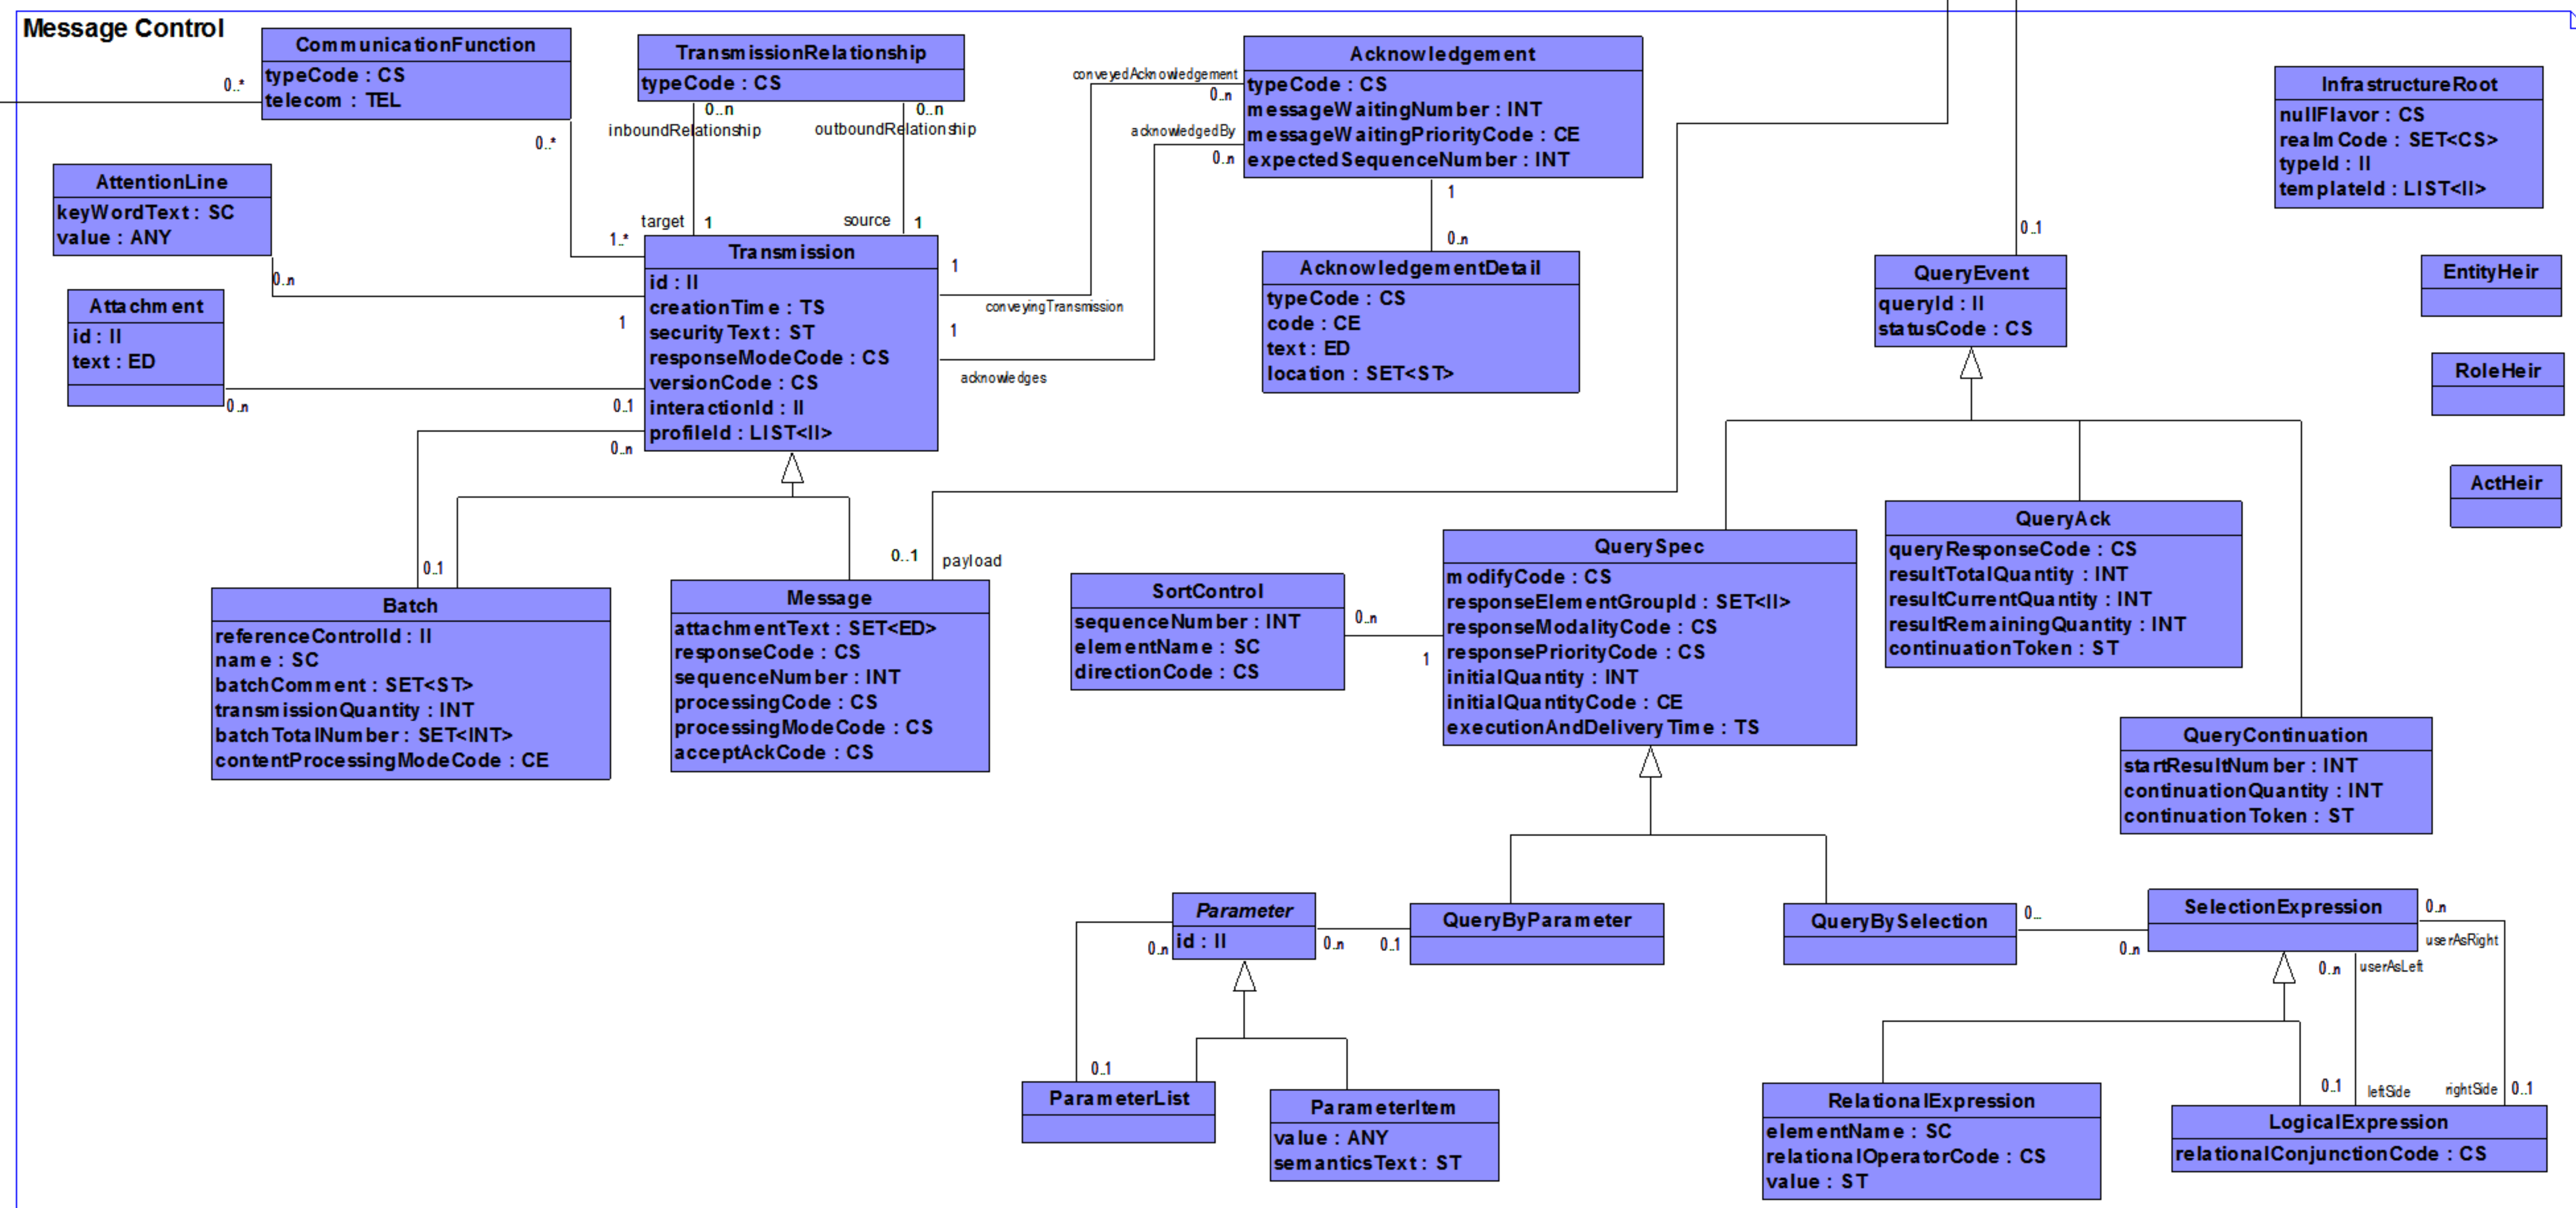 Message Control
CommunicationFunction
typeCode : CS
telecom : TEL
0..*
0..*
TransmissionRelationship
typeCode : CS
0..n
inboundRelationship
0..n
outboundRelationship
target
1
source
1
1..*
Acknowledgement
typeCode : CS
messageWaitingNumber : INT
messageWaitingPriorityCode : CE
expectedSequenceNumber : INT
conveyedAcknowledgement
0..n
acknowledgedBy
0..n
1
0..n
InfrastructureRoot
nullFlavor : CS
realmCode : SET<CS>
typeId : II
templateId : LIST<II>
AttentionLine
keyWordText : SC
value : ANY
0..n
1
Attachment
id : II
text : ED
0..n
0..1
Transmission
id : II
creationTime : TS
securityText : ST
responseModeCode : CS
versionCode : CS
interactionId : II
profileId : LIST<II>
1
conveyingTransmission
1
acknowledges
0..n
AcknowledgementDetail
typeCode : CS
code : CE
text : ED
location : SET<ST>
0..1
QueryEvent
queryId : II
statusCode : CS
EntityHeir
RoleHeir
ActHeir
0..1
Batch
referenceControlId : II
name : SC
batchComment : SET<ST>
transmissionQuantity : INT
batchTotalNumber : SET<INT>
contentProcessingModeCode : CE
0..1
payload
Message
attachmentText : SET<ED>
responseCode : CS
sequenceNumber : INT
processingCode : CS
processingModeCode : CS
acceptAckCode : CS
SortControl
sequenceNumber : INT
elementName : SC
directionCode : CS
0..n
1
QuerySpec
modifyCode : CS
responseElementGroupId : SET<II>
responseModalityCode : CS
responsePriorityCode : CS
initialQuantity : INT
initialQuantityCode : CE
executionAndDeliveryTime : TS
QueryAck
queryResponseCode : CS
resultTotalQuantity : INT
resultCurrentQuantity : INT
resultRemainingQuantity : INT
continuationToken : ST
QueryContinuation
startResultNumber : INT
continuationQuantity : INT
continuationToken : ST
Parameter
id : II
0..n
0..n
0..1
QueryByParameter
QueryBySelection
0...
0..n
SelectionExpression
0..n
userAsRight
0..n
userAsLeft
0..1
ParameterList
ParameterItem
value : ANY
semanticsText : ST
RelationalExpression
elementName : SC
relationalOperatorCode : CS
value : ST
0..1
leftSide
rightSide
0..1
LogicalExpression
relationalConjunctionCode : CS